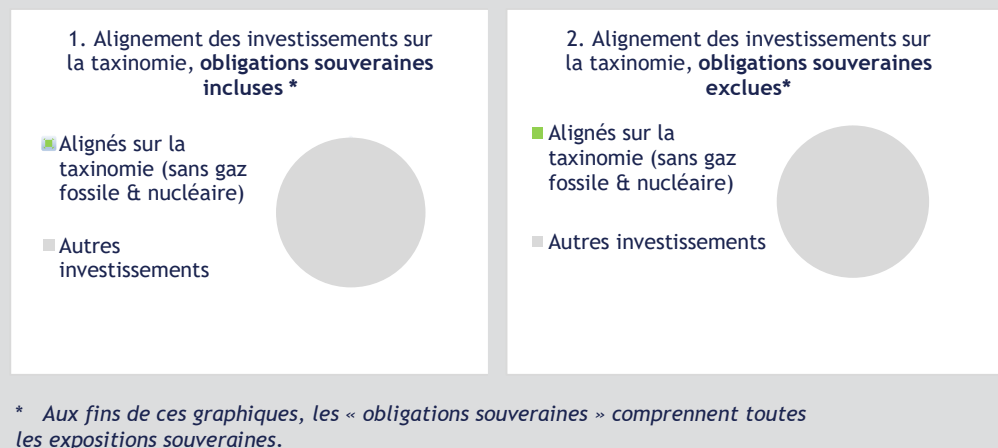 1. Alignement des investissements sur
la taxinomie, obligations souveraines
incluses *
Alignés sur la
taxinomie (sans gaz
fossile & nucléaire)
Autres
investissements
2. Alignement des investissements sur
la taxinomie, obligations souveraines
exclues*
Alignés sur la
taxinomie (sans gaz
fossile & nucléaire)
Autres investissements
* Aux fins de ces graphiques, les « obligations souveraines » comprennent toutes
les expositions souveraines.